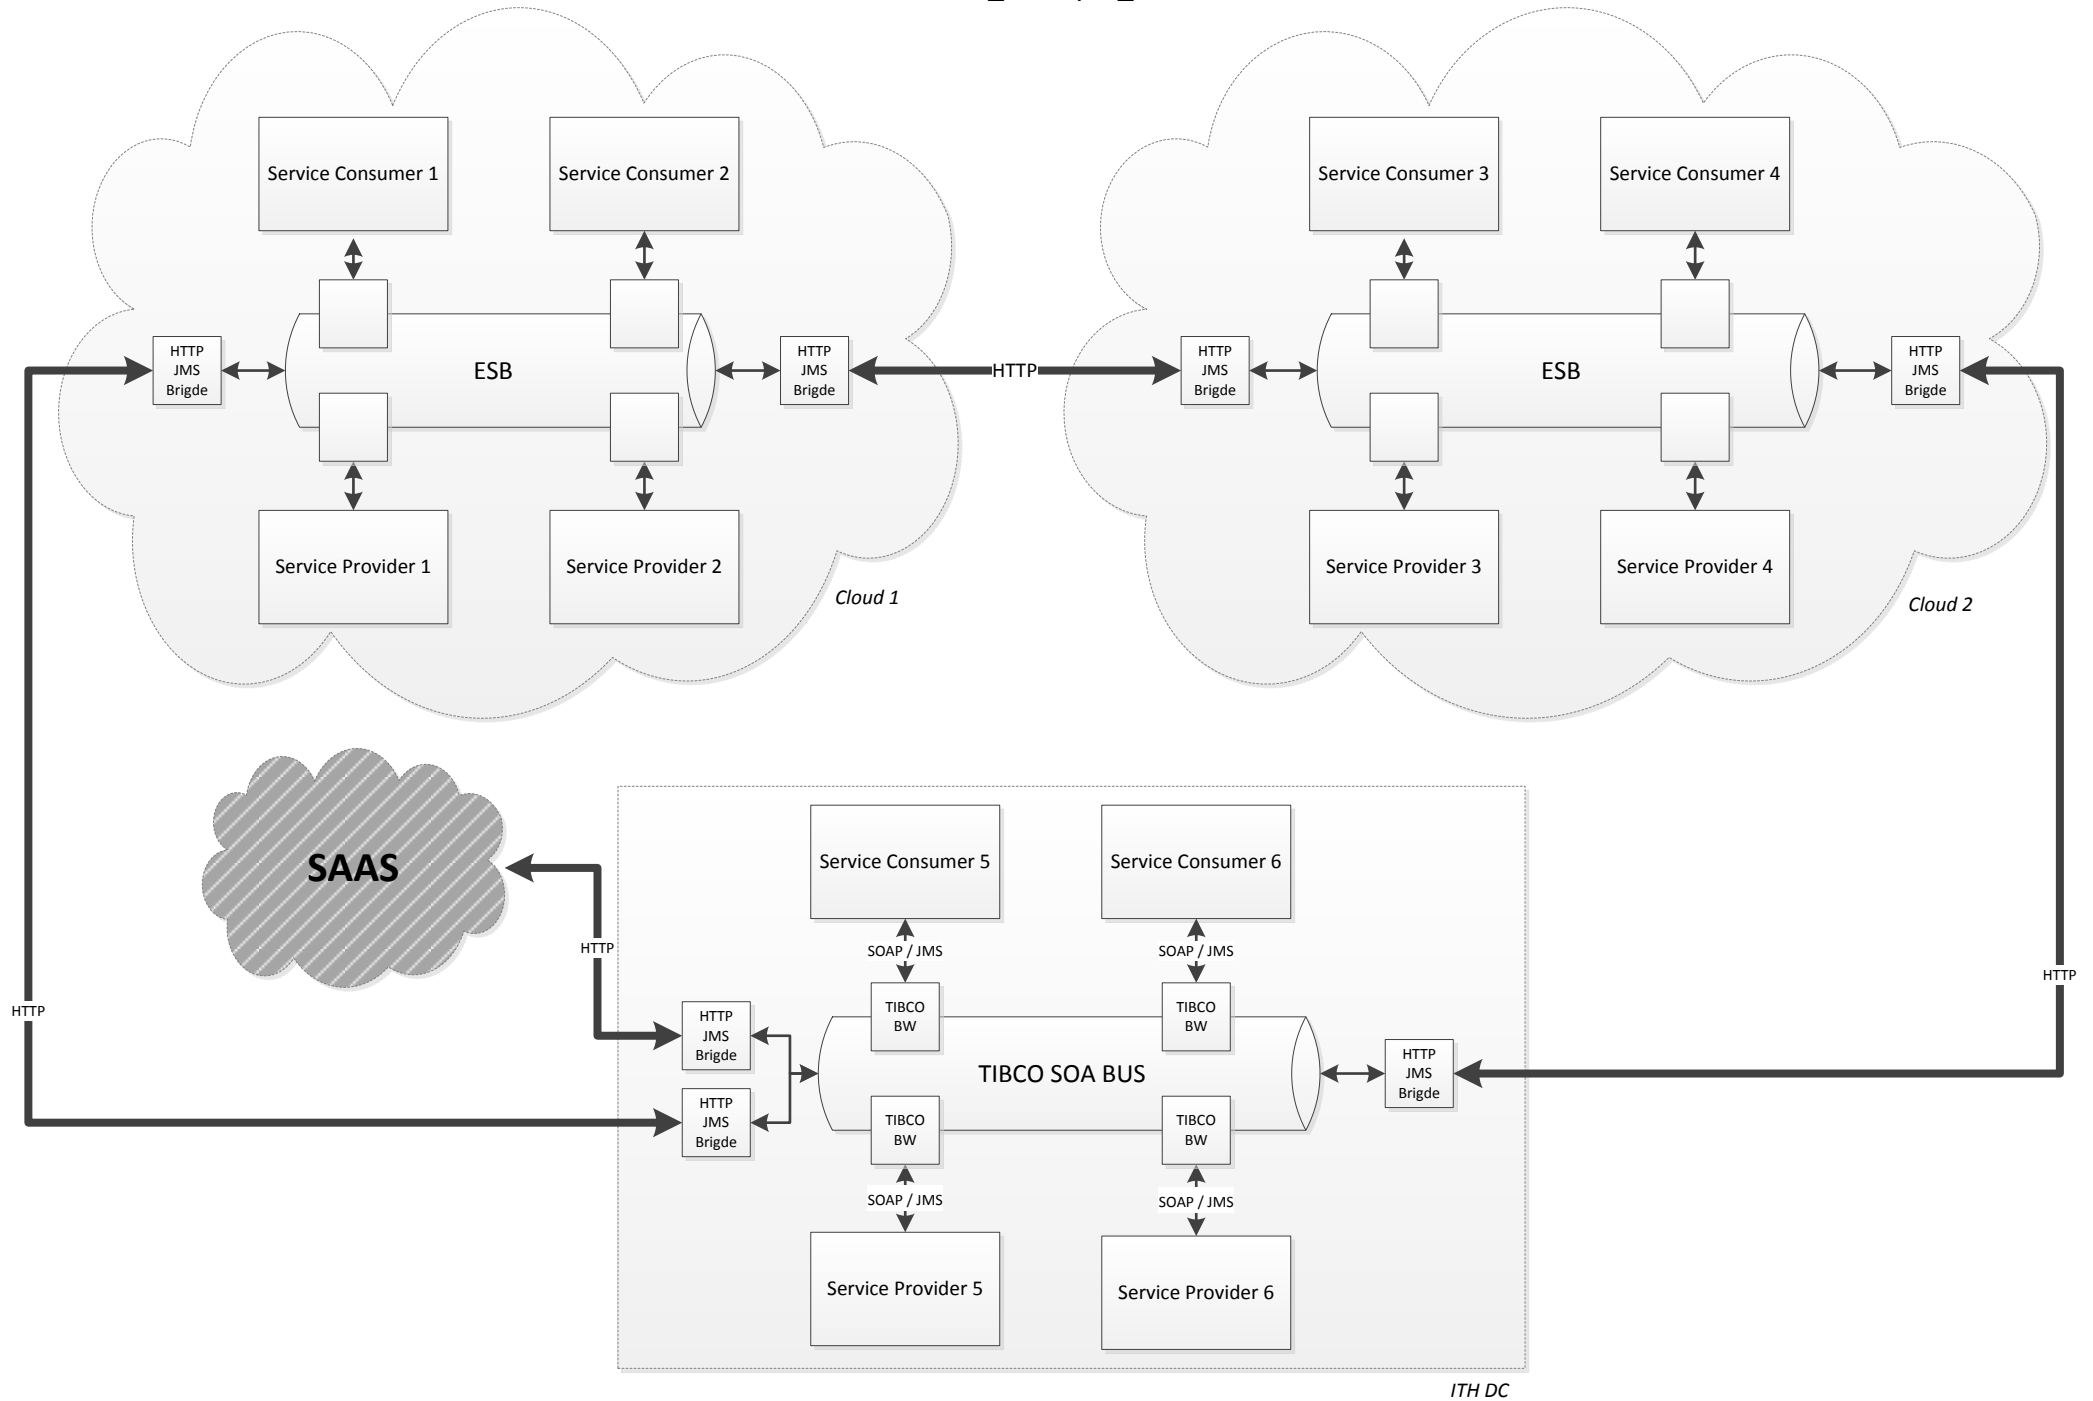 Service Consumer 1
Service Consumer 2
HTTP
JMS
Brigde
ESB
HTTP
JMS
Brigde
Service Provider 1
Service Provider 2
Cloud 1
HTTP
Service Consumer 3
Service Consumer 4
HTTP
JMS
Brigde
ESB
HTTP
JMS
Brigde
Service Provider 3
Service Provider 4
Cloud 2
SAAS
HTTP
HTTP
HTTP
Service Consumer 5
Service Consumer 6
SOAP / JMS
SOAP / JMS
TIBCO
BW
TIBCO
BW
HTTP
JMS
Brigde
HTTP
JMS
Brigde
TIBCO SOA BUS
HTTP
JMS
Brigde
TIBCO
BW
TIBCO
BW
SOAP / JMS
SOAP / JMS
Service Provider 5
Service Provider 6
ITH DC